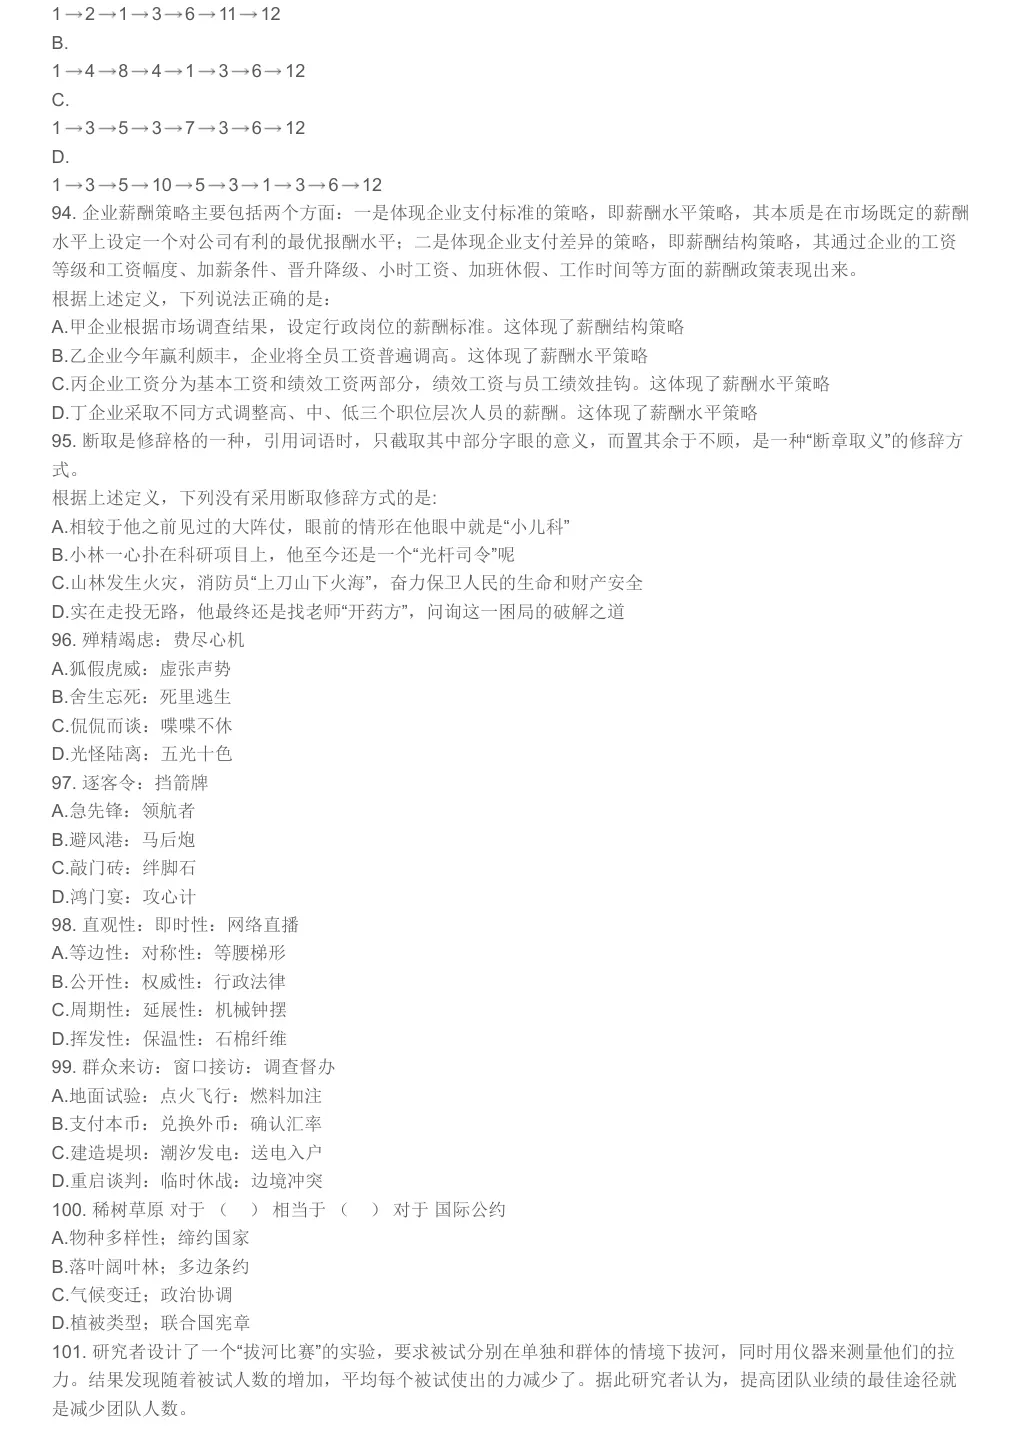 1→2→1→3→6→11→12
B.
1→4→8→4→1→3→6→12
C.
1→3→5→3→7→3→6→12
D.
1→3→5→10→5→3→1→3→6→12
94. 企业薪酬策略主要包括两个方面：一是体现企业支付标准的策略，即薪酬水平策略，其本质是在市场既定的薪酬
水平上设定一个对公司有利的最优报酬水平；二是体现企业支付差异的策略，即薪酬结构策略，其通过企业的工资
等级和工资幅度、加薪条件、晋升降级、小时工资、加班休假、工作时间等方面的薪酬政策表现出来。
根据上述定义，下列说法正确的是：
A.甲企业根据市场调查结果，设定行政岗位的薪酬标准。这体现了薪酬结构策略
B.乙企业今年赢利颇丰，企业将全员工资普遍调高。这体现了薪酬水平策略
C.丙企业工资分为基本工资和绩效工资两部分，绩效工资与员工绩效挂钩。这体现了薪酬水平策略
D.丁企业采取不同方式调整高、中、低三个职位层次人员的薪酬。这体现了薪酬水平策略
95. 断取是修辞格的一种，引用词语时，只截取其中部分字眼的意义，而置其余于不顾，是一种“断章取义”的修辞方
式。
根据上述定义，下列没有采用断取修辞方式的是:
A.相较于他之前见过的大阵仗，眼前的情形在他眼中就是“小儿科”
B.小林一心扑在科研项目上，他至今还是一个“光杆司令”呢
C.山林发生火灾，消防员“上刀山下火海”，奋力保卫人民的生命和财产安全
D.实在走投无路，他最终还是找老师“开药方”，问询这一困局的破解之道
96. 殚精竭虑：费尽心机
A.狐假虎威：虚张声势
B.舍生忘死：死里逃生
C.侃侃而谈：喋喋不休
D.光怪陆离：五光十色
97. 逐客令：挡箭牌
A.急先锋：领航者
B.避风港：马后炮
C.敲门砖：绊脚石
D.鸿门宴：攻心计
98. 直观性：即时性：网络直播
A.等边性：对称性：等腰梯形
B.公开性：权威性：行政法律
C.周期性：延展性：机械钟摆
D.挥发性：保温性：石棉纤维
99. 群众来访：窗口接访：调查督办
A.地面试验：点火飞行：燃料加注
B.支付本币：兑换外币：确认汇率
C.建造堤坝：潮汐发电：送电入户
D.重启谈判：临时休战：边境冲突
100. 稀树草原 对于 （ ） 相当于 （ ） 对于 国际公约
A.物种多样性；缔约国家
B.落叶阔叶林；多边条约
C.气候变迁；政治协调
D.植被类型；联合国宪章
101. 研究者设计了一个“拔河比赛”的实验，要求被试分别在单独和群体的情境下拔河，同时用仪器来测量他们的拉
力。结果发现随着被试人数的增加，平均每个被试使出的力减少了。据此研究者认为，提高团队业绩的最佳途径就
是减少团队人数。